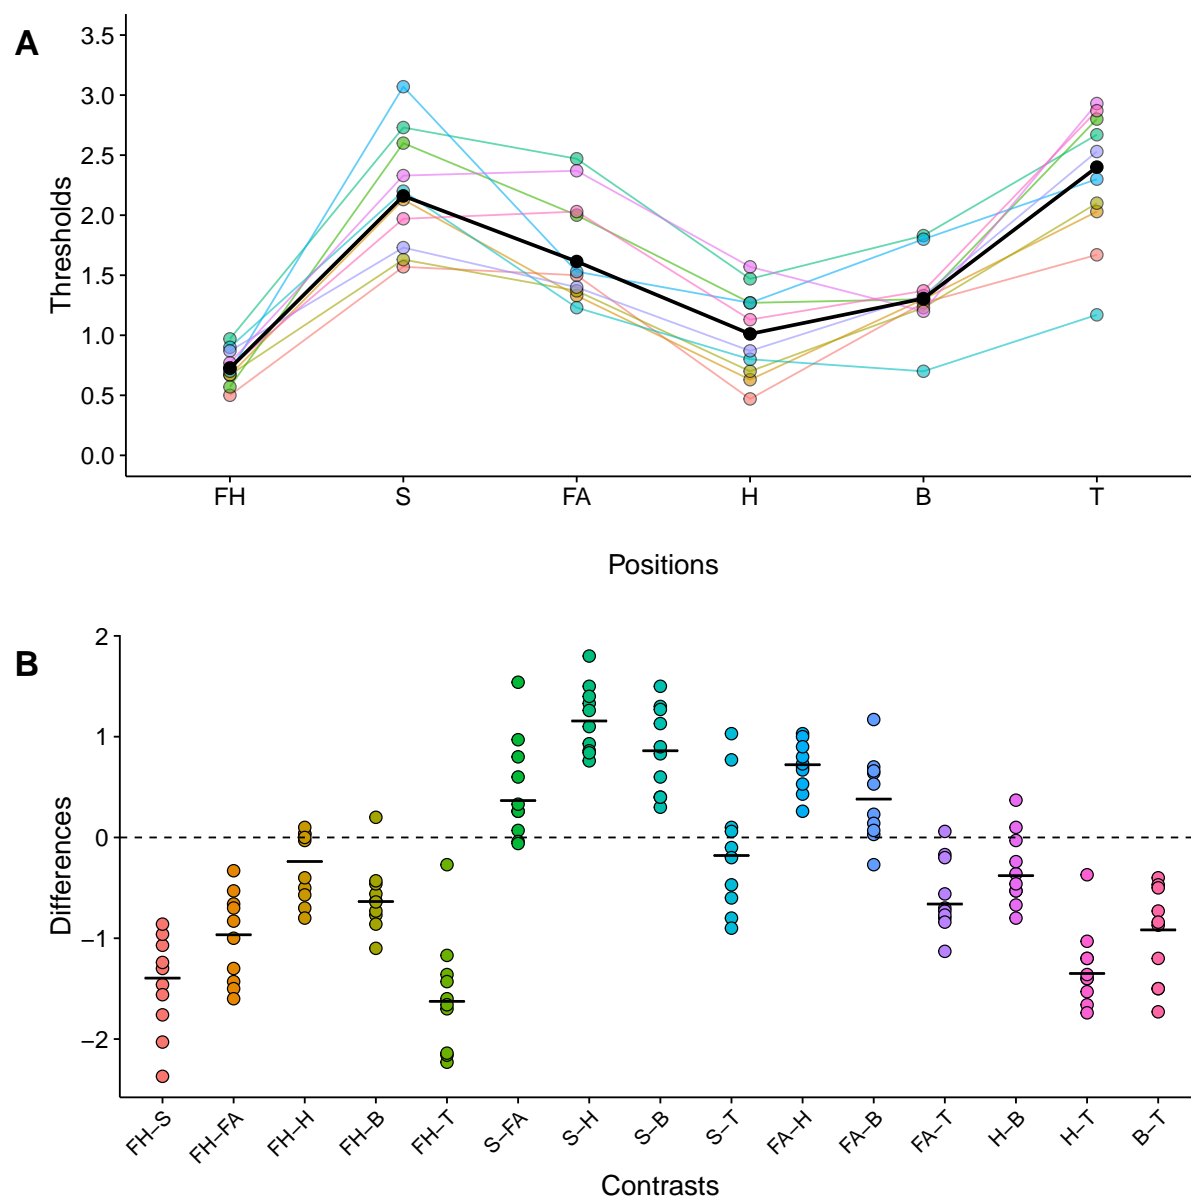 A
3.5
3.0
2.5
2.0
1.5
1.0
0.5
0.0
Thresholds
FH S FA H B T
Positions
B
2
1
0
−1
−2
Differences
FH−S FH−FA FH−H FH−B FH−T S−FA S−H S−B S−T FA−H FA−B FA−T H−B H−T B−T
Contrasts